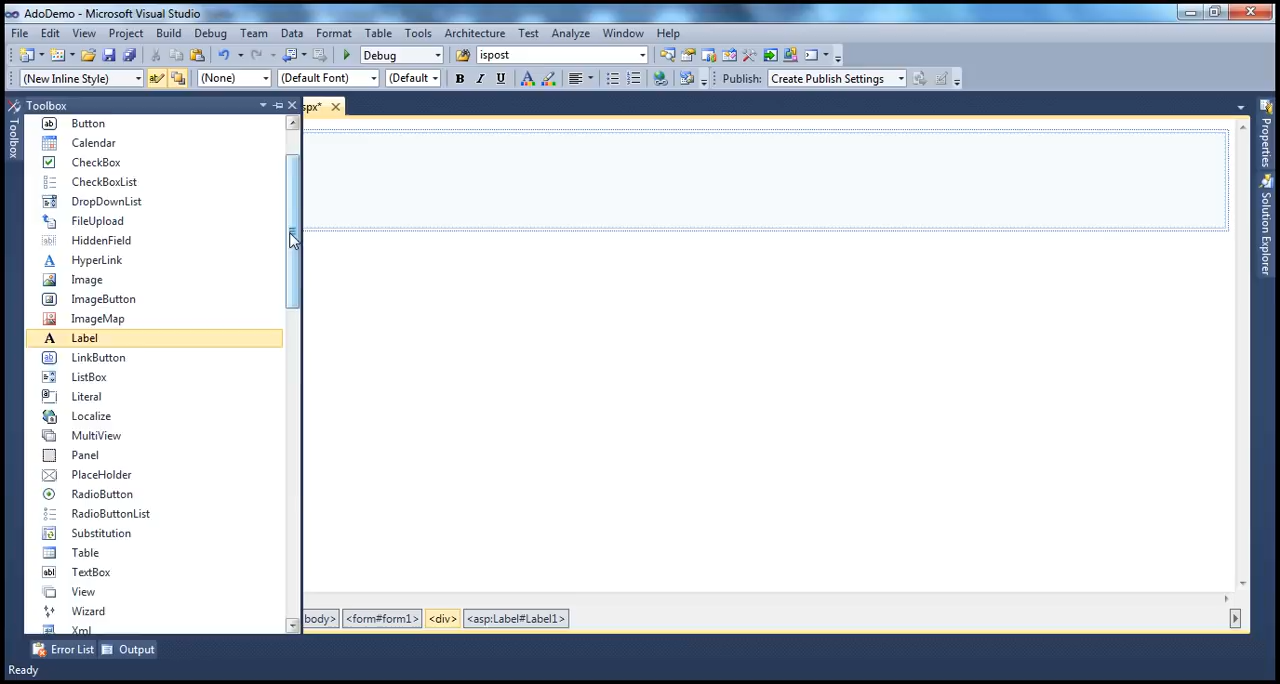 AdoDemo - Microsoft Visual Studio
File Edit View Project Build Debug Team Data Format Table Tools Architecture Test Analyze Window Help
Debug ispost
(New Inline Style) (None) (Default Font) (Default B I U A Publish: Create Publish Settings
Toolbox spx*
Toolbox
Properties
Solution Explorer
Button
Calendar
CheckBox
CheckBoxList
DropDownList
FileUpload
HiddenField
HyperLink
Image
ImageButton
ImageMap
Label
LinkButton
ListBox
Literal
Localize
MultiView
Panel
PlaceHolder
RadioButton
RadioButtonList
Substitution
Table
TextBox
View
Wizard
Xml
body> <form#form1> <div> <asp:Label#Label1>
Error List Output
Ready